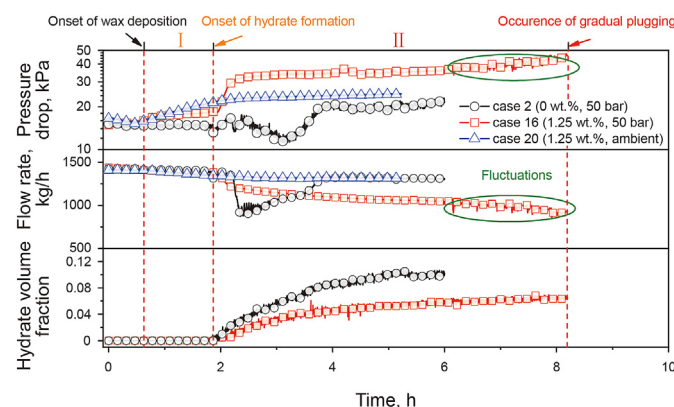 Onset of wax deposition
Onset of hydrate formation
Occurence of gradual plugging
I
II
Pressure
drop, kPa
50
40
30
20
10
case 2 (0 wt.%, 50 bar)
case 16 (1.25 wt.%, 50 bar)
case 20 (1.25 wt.%, ambient)
Flow rate,
kg/h
1500
1000
500
Fluctuations
Hydrate volume
fraction
0.12
0.08
0.04
0
0 2 4 6 8 10
Time, h